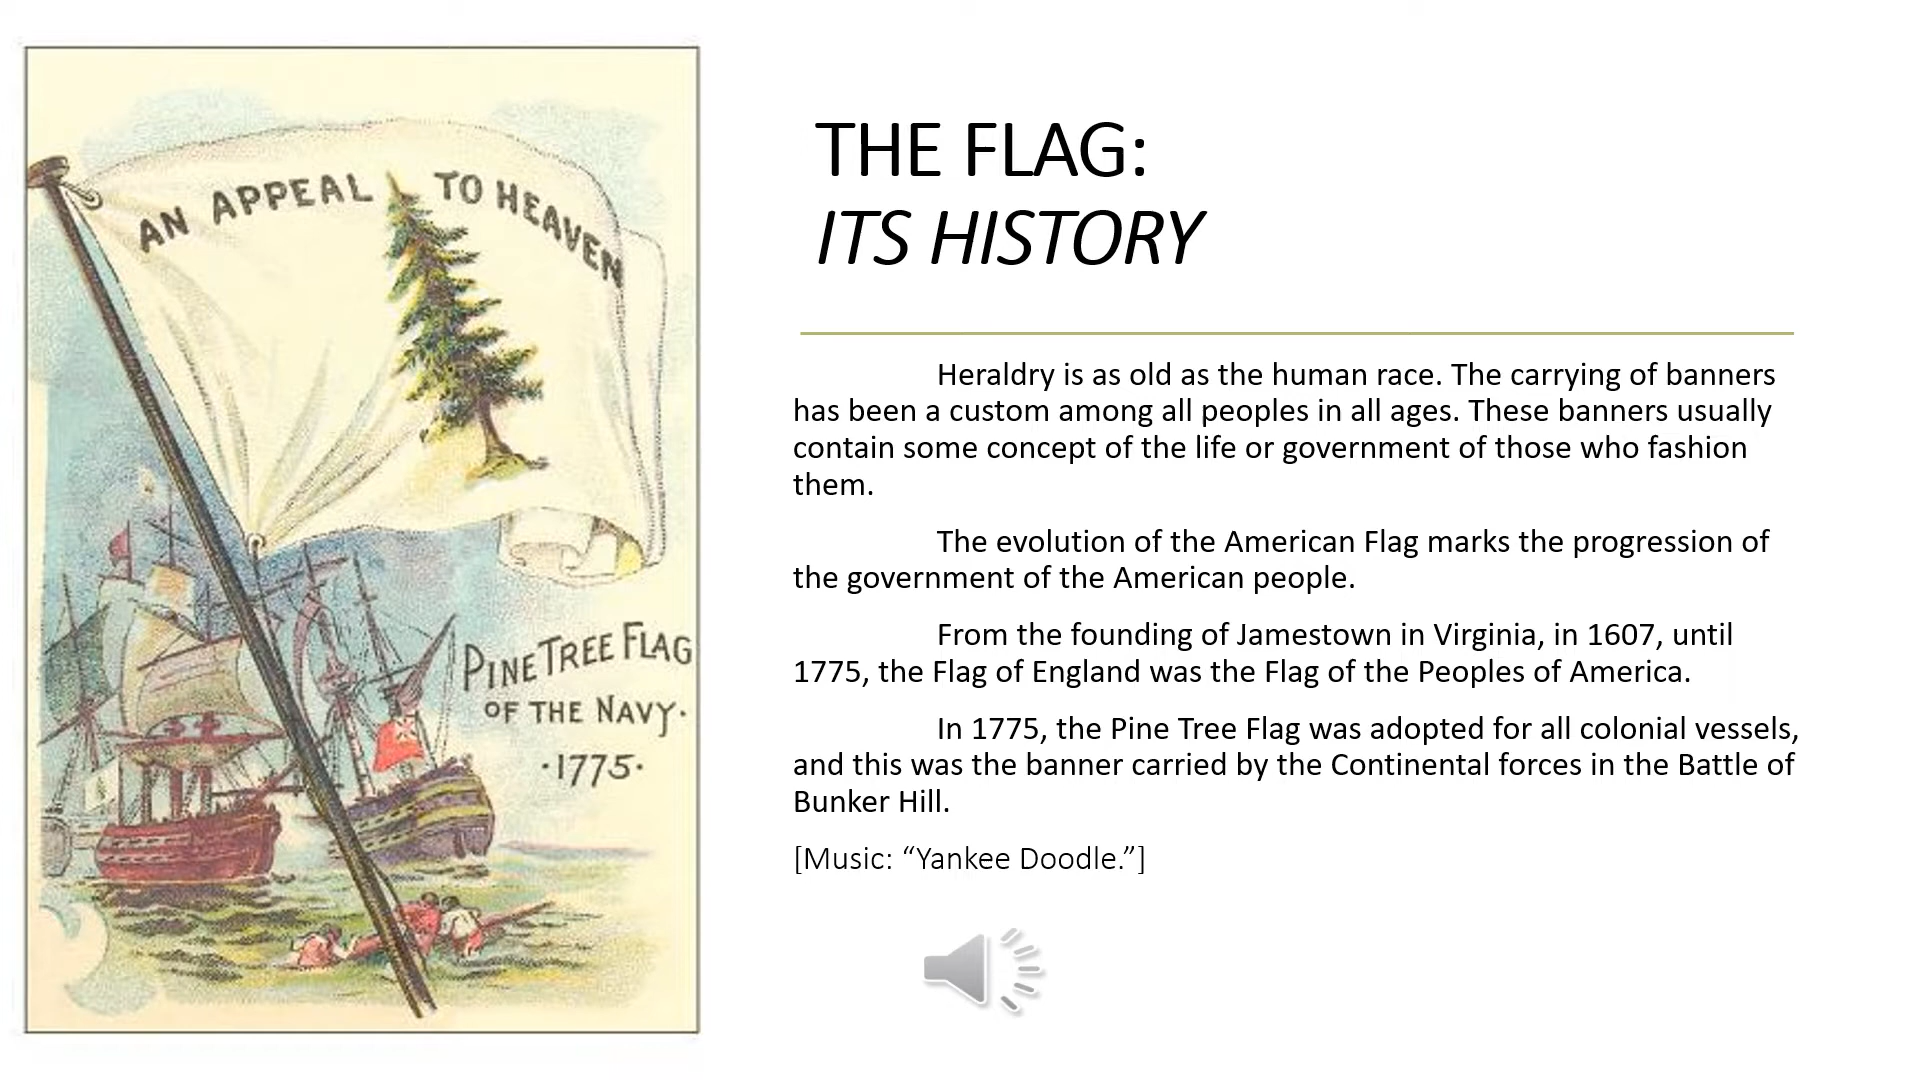 AN APPEAL TO HEAVEN
PINE TREE FLAG
OF THE NAVY.
·1775·
THE FLAG:
ITS HISTORY
Heraldry is as old as the human race. The carrying of banners
has been a custom among all peoples in all ages. These banners usually
contain some concept of the life or government of those who fashion
them.
The evolution of the American Flag marks the progression of
the government of the American people.
From the founding of Jamestown in Virginia, in 1607, until
1775, the Flag of England was the Flag of the Peoples of America.
In 1775, the Pine Tree Flag was adopted for all colonial vessels,
and this was the banner carried by the Continental forces in the Battle of
Bunker Hill.
[Music: “Yankee Doodle.”]